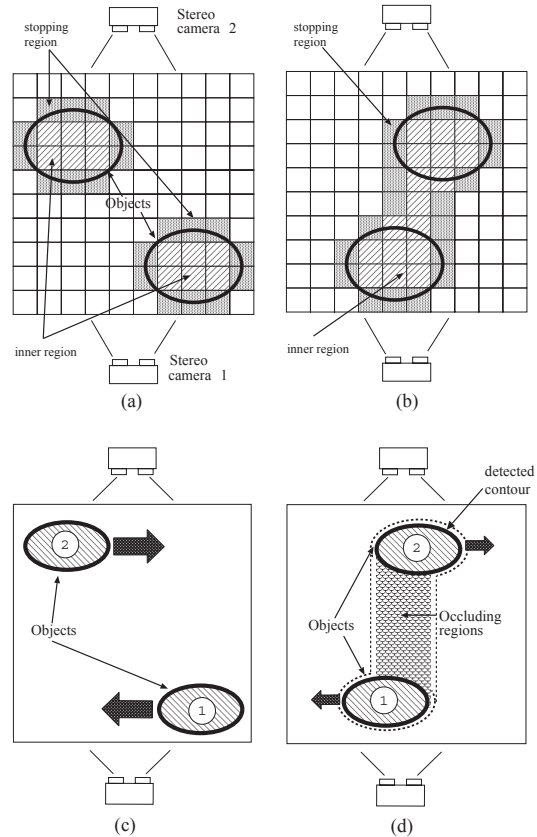 Stereo
camera 2
stopping
region
Objects
inner region
Stereo
camera 1
(a)
stopping
region
inner region
(b)
2
Objects
1
(c)
detected
contour
2
Objects
Occluding
regions
1
(d)